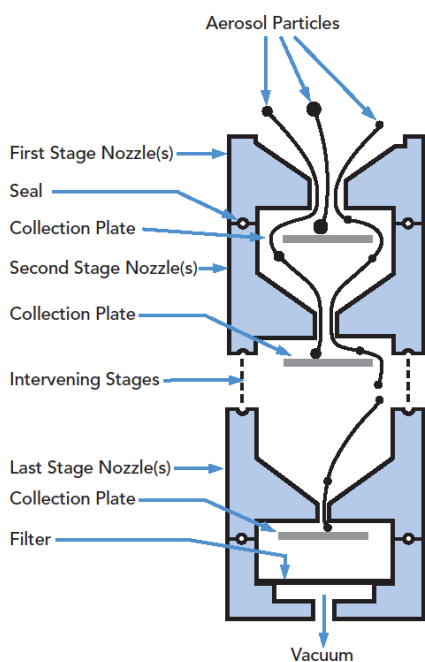 Aerosol Particles
First Stage Nozzle(s)
Seal
Collection Plate
Second Stage Nozzle(s)
Collection Plate
Intervening Stages
Last Stage Nozzle(s)
Collection Plate
Filter
Vacuum